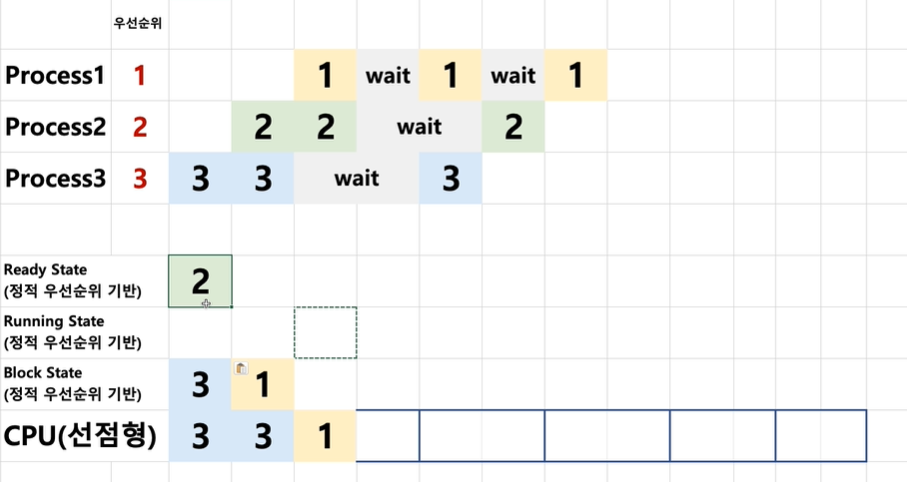 우선순위
Process1 1 1 wait 1 wait 1
Process2 2 2 2 wait 2
Process3 3 3 3 wait 3
Ready State
(정적 우선순위 기반)
2
Running State
(정적 우선순위 기반)
Block State
(정적 우선순위 기반)
3 1
CPU(선점형) 3 3 1